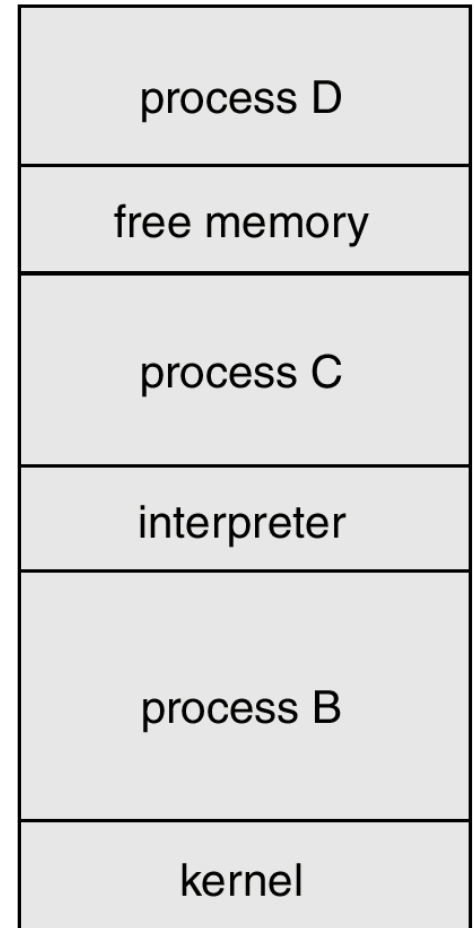 process D
free memory
process C
interpreter
process B
kernel